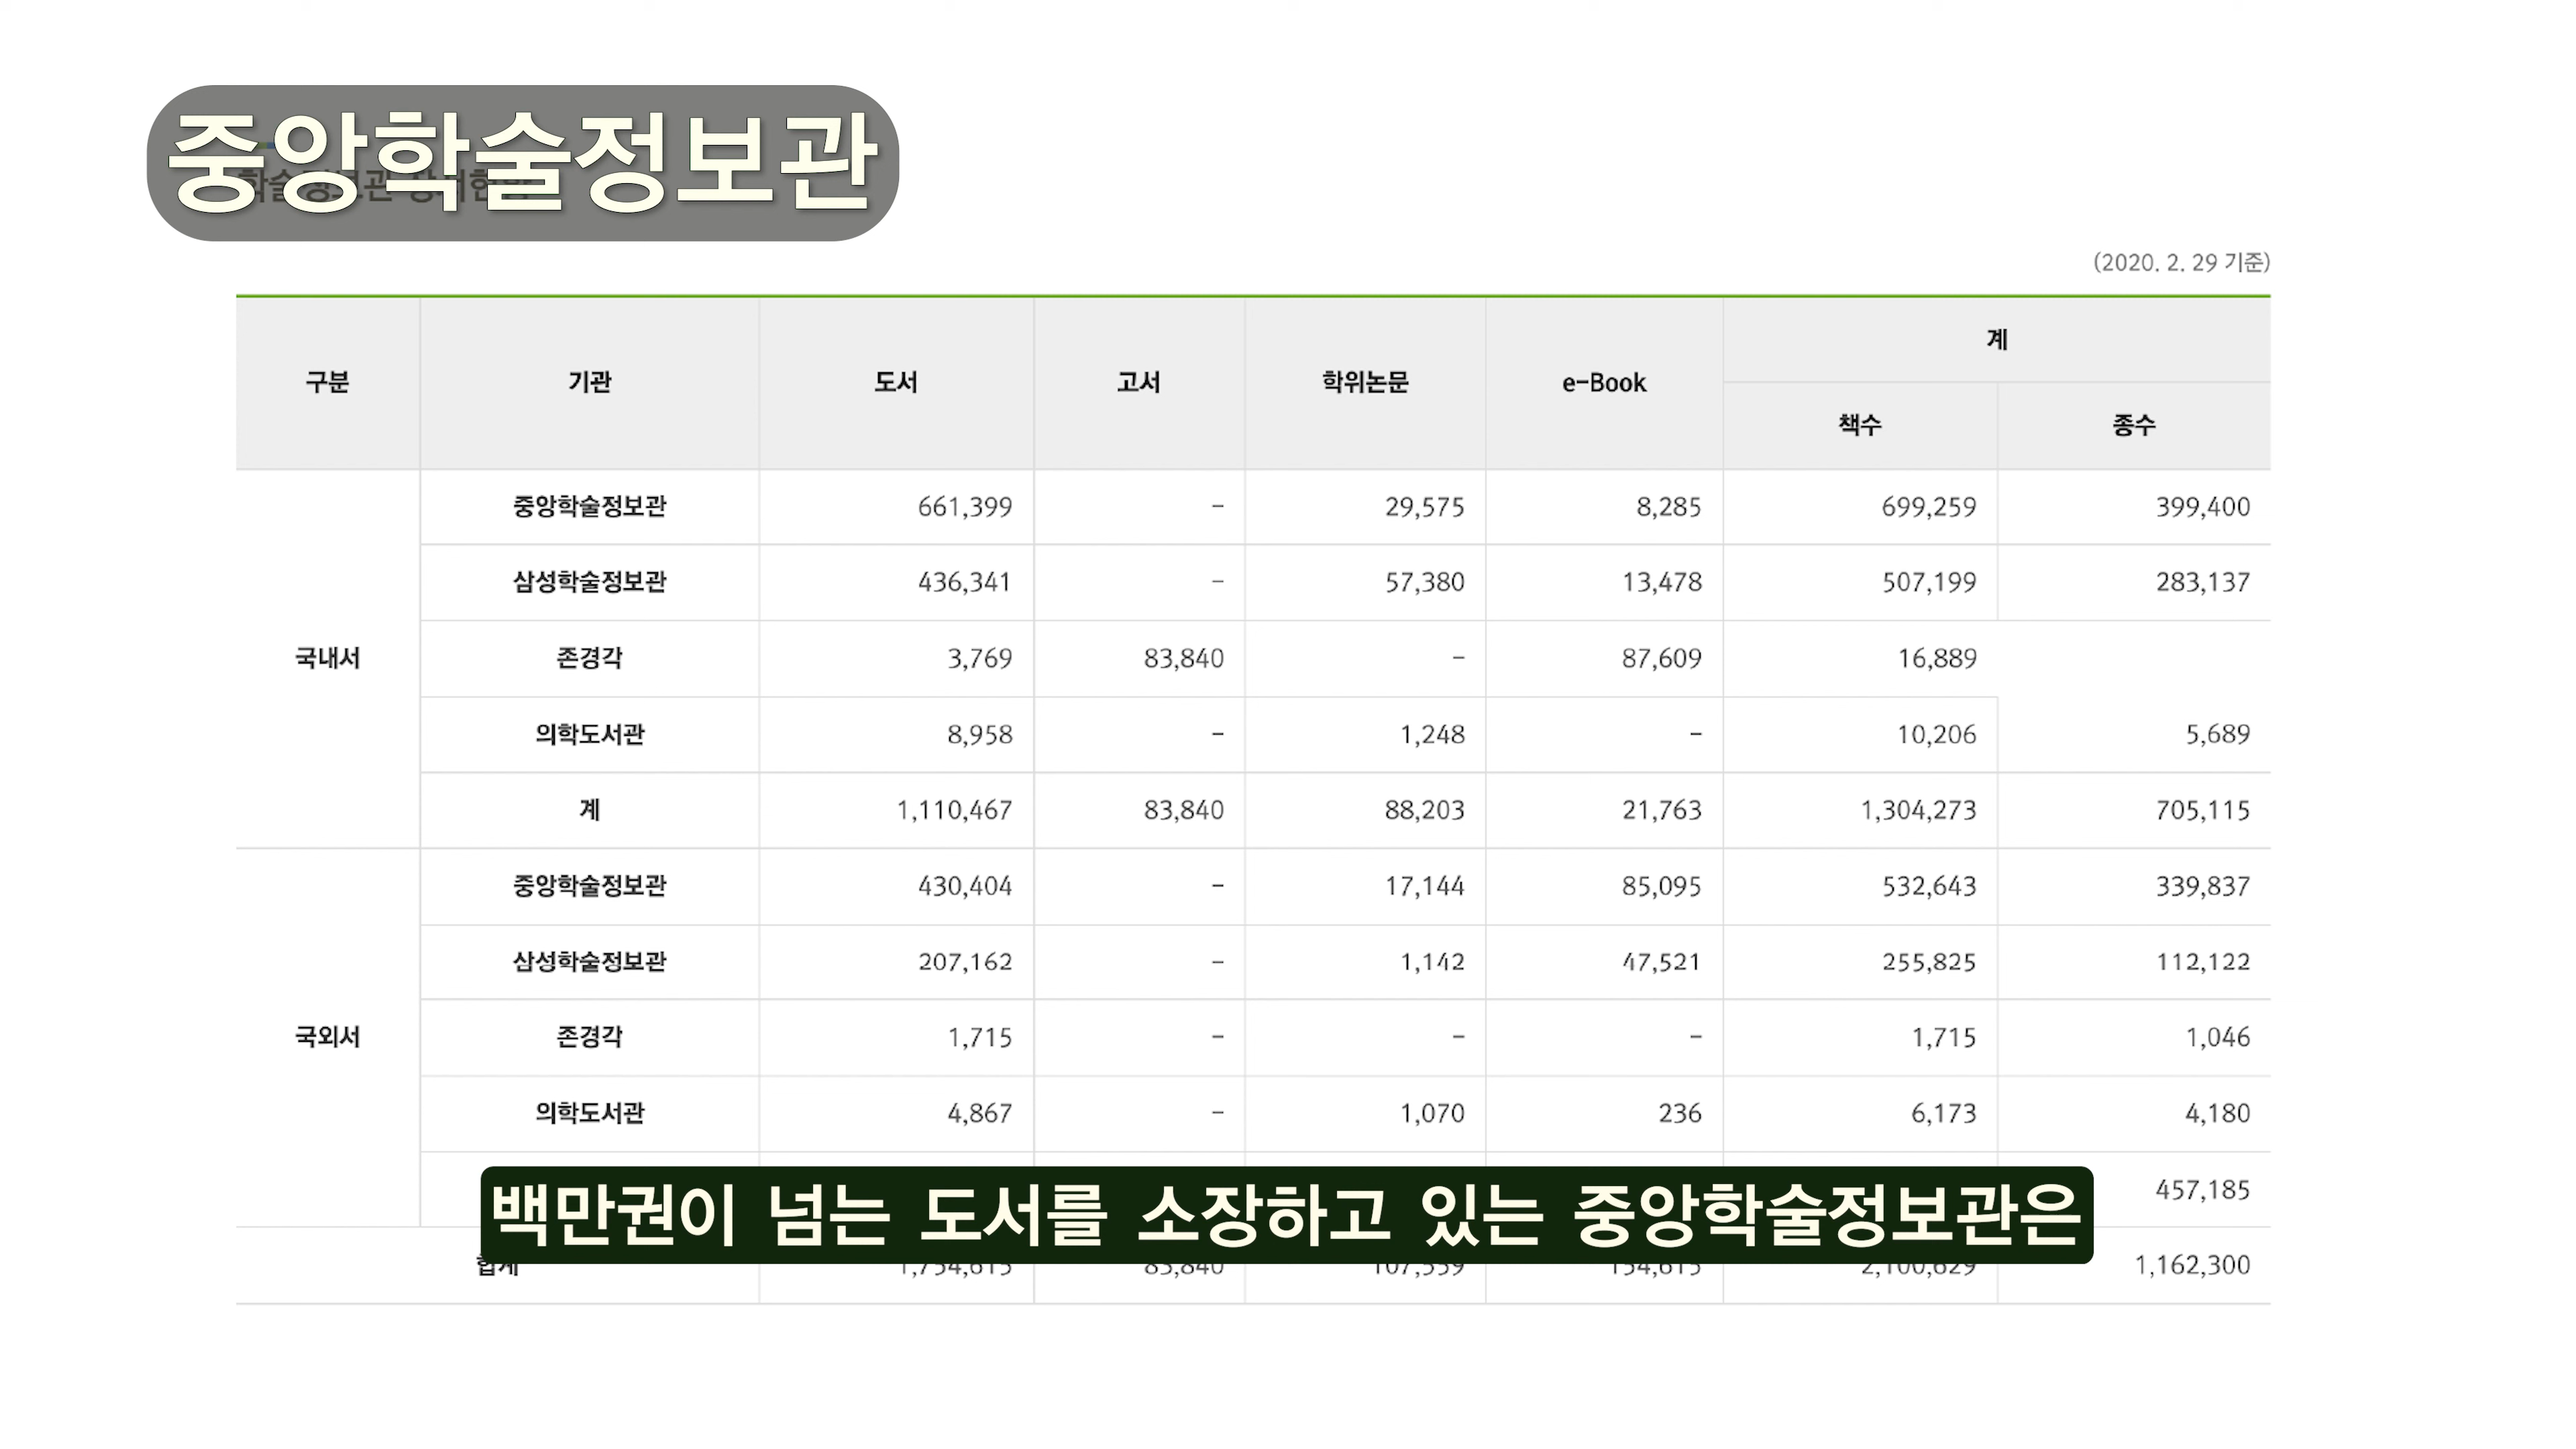 중앙학술정보관
(2020. 2. 29 기준)
구분 기관 도서 고서 학위논문 e-Book 계
책수 종수
국내서
중앙학술정보관 661,399 - 29,575 8,285 699,259 399,400
삼성학술정보관 436,341 - 57,380 13,478 507,199 283,137
존경각 3,769 83,840 - 87,609 16,889
의학도서관 8,958 - 1,248 - 10,206 5,689
계 1,110,467 83,840 88,203 21,763 1,304,273 705,115
국외서
중앙학술정보관 430,404 - 17,144 85,095 532,643 339,837
삼성학술정보관 207,162 - 1,142 47,521 255,825 112,122
존경각 1,715 - - - 1,715 1,046
의학도서관 4,867 - 1,070 236 6,173 4,180
457,185
백만권이 넘는 도서를 소장하고 있는 중앙학술정보관은
합계 83,840 1,162,300